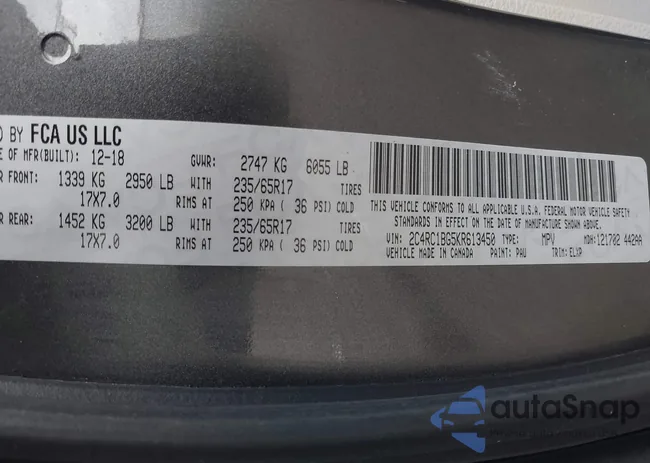 D BY FCA US LLC
E OF MFR(BUILT): 12-18 GVWR: 2747 KG 6055 LB
R FRONT: 1339 KG 2950 LB WITH 235/65R17 TIRES
17X7.0 RIMS AT 250 KPA ( 36 PSI) COLD
R REAR: 1452 KG 3200 LB WITH 235/65R17 TIRES
17X7.0 RIMS AT 250 KPA ( 36 PSI) COLD
THIS VEHICLE CONFORMS TO ALL APPLICABLE U.S.A. FEDERAL MOTOR VEHICLE SAFETY
STANDARDS IN EFFECT ON THE DATE OF MANUFACTURE SHOWN ABOVE.
VIN: 2C4RC1BG5KR613450 TYPE: MPV MDH: 121702 442AA
VEHICLE MADE IN CANADA PAINT: PAU TRIM: ELXR
autoSnap